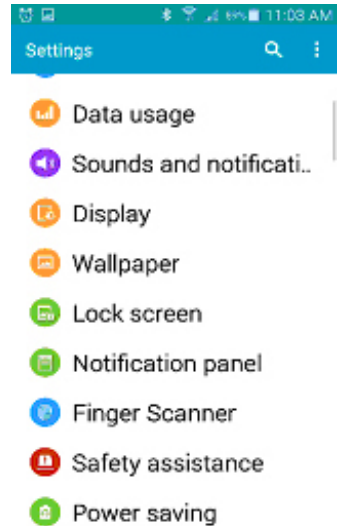 11:03 AM
Settings
Data usage
Sounds and notificati..
Display
Wallpaper
Lock screen
Notification panel
Finger Scanner
Safety assistance
Power saving